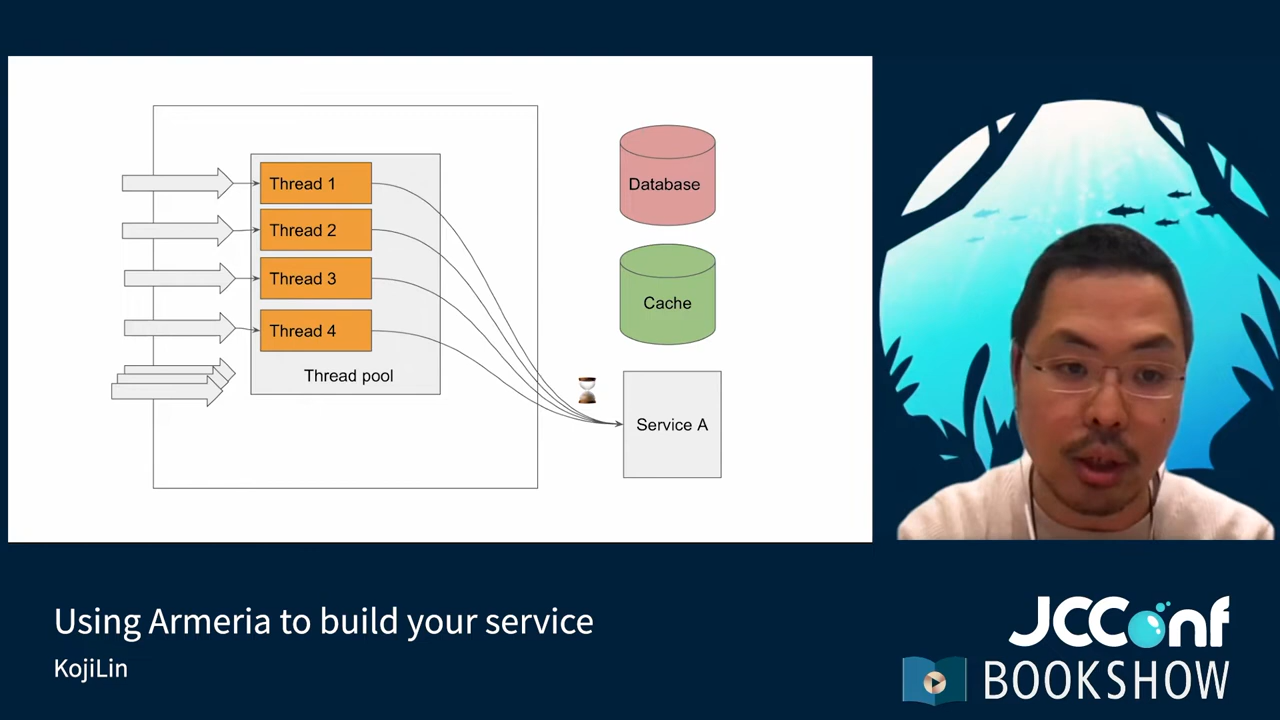 Thread 1
Thread 2
Thread 3
Thread 4
Thread pool
Database
Cache
Service A
Using Armeria to build your service
KojiLin
JCConf
BOOKSHOW